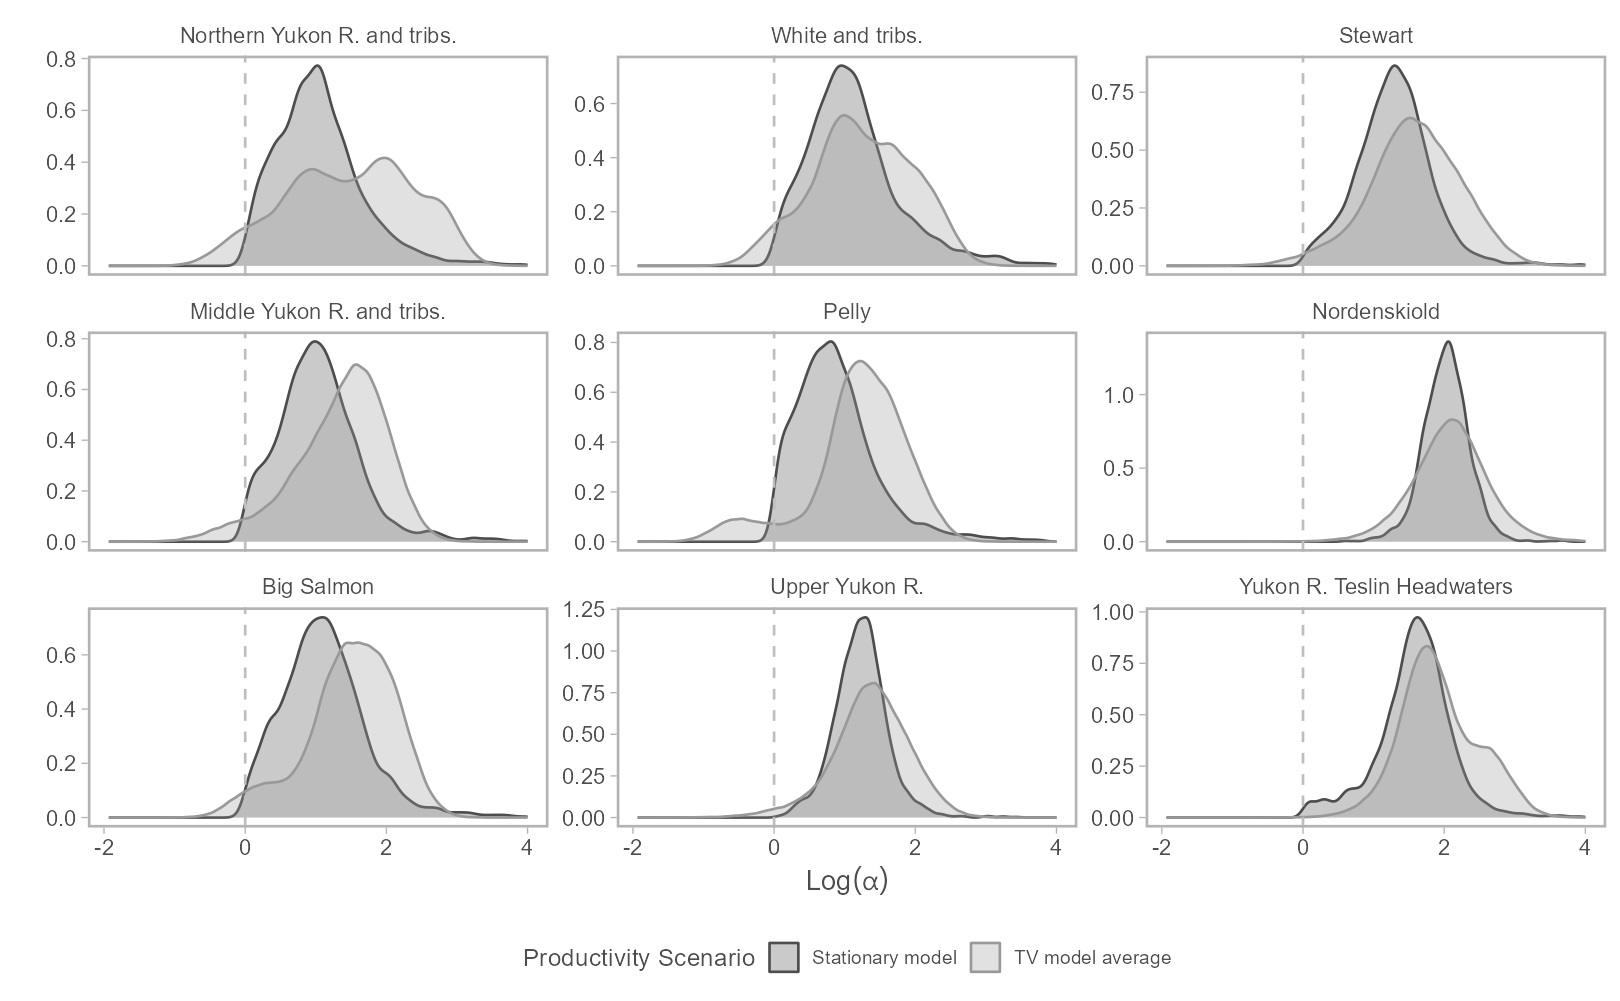 Northern Yukon R. and tribs.
White and tribs.
Stewart
0.8
0.6
0.4
0.2
0.0
0.6
0.4
0.2
0.0
0.75
0.50
0.25
0.00
Middle Yukon R. and tribs.
Pelly
Nordenskiold
0.8
0.6
0.4
0.2
0.0
0.8
0.6
0.4
0.2
0.0
1.0
0.5
0.0
Big Salmon
Upper Yukon R.
Yukon R. Teslin Headwaters
0.6
0.4
0.2
0.0
1.25
1.00
0.75
0.50
0.25
0.00
1.00
0.75
0.50
0.25
0.00
-2 0 2 4
-2 0 2 4
-2 0 2 4
Log(α)
Productivity Scenario Stationary model TV model average